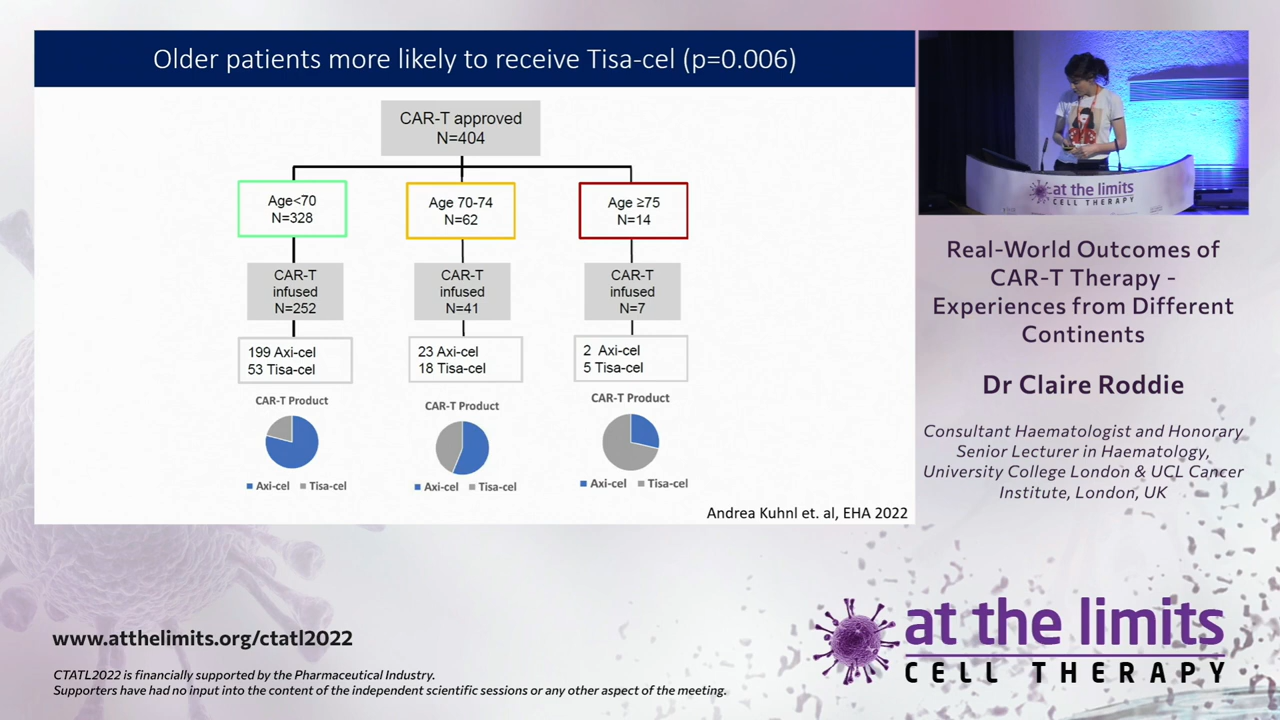 Older patients more likely to receive Tisa-cel (p=0.006)
CAR-T approved
N=404
Age<70
N=328
Age 70-74
N=62
Age ≥75
N=14
CAR-T
infused
N=252
CAR-T
infused
N=41
CAR-T
infused
N=7
199 Axi-cel
53 Tisa-cel
23 Axi-cel
18 Tisa-cel
2 Axi-cel
5 Tisa-cel
CAR-T Product
CAR-T Product
CAR-T Product
Axi-cel Tisa-cel
Axi-cel Tisa-cel
Axi-cel Tisa-cel
Andrea Kuhnl et. al, EHA 2022
at the limits
CELL THERAPY
Real-World Outcomes of
CAR-T Therapy -
Experiences from Different
Continents
Dr Claire Roddie
Consultant Haematologist and Honorary
Senior Lecturer in Haematology,
University College London & UCL Cancer
Institute, London, UK
www.atthelimits.org/ctatl2022
CTATL2022 is financially supported by the Pharmaceutical Industry.
Supporters have had no input into the content of the independent scientific sessions or any other aspect of the meeting.
at the limits
CELL THERAPY